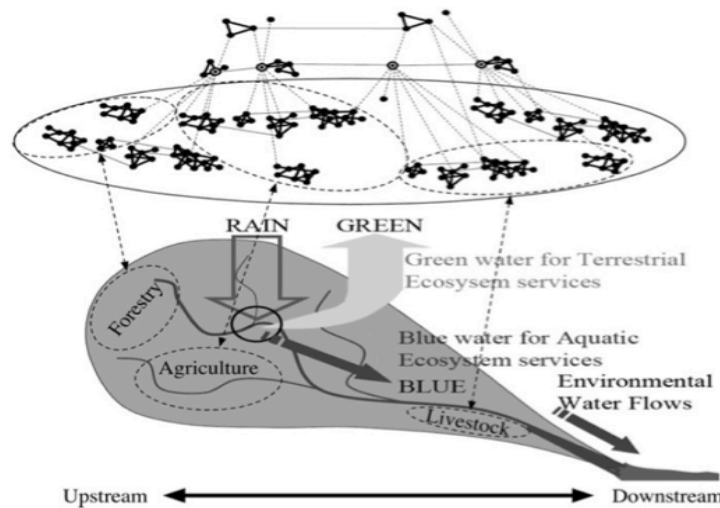 RAIN
GREEN
Green water for Terrestrial
Ecosysem services
Forestry
Blue water for Aquatic
Ecosystem services
Agriculture
BLUE
Environmental
Water Flows
Livestock
Upstream
Downstream